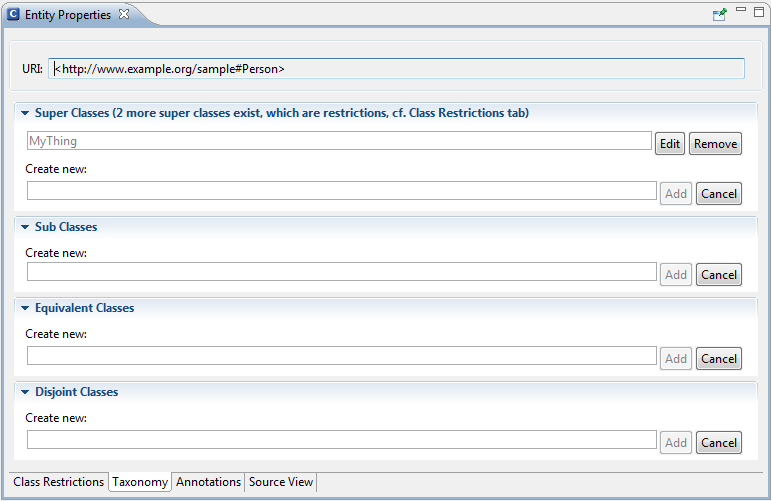 C Entity Properties
URI: <http://www.example.org/sample#Person>
Super Classes (2 more super classes exist, which are restrictions, cf. Class Restrictions tab)
MyThing Edit Remove
Create new:
Add Cancel
Sub Classes
Create new:
Add Cancel
Equivalent Classes
Create new:
Add Cancel
Disjoint Classes
Create new:
Add Cancel
Class Restrictions Taxonomy Annotations Source View